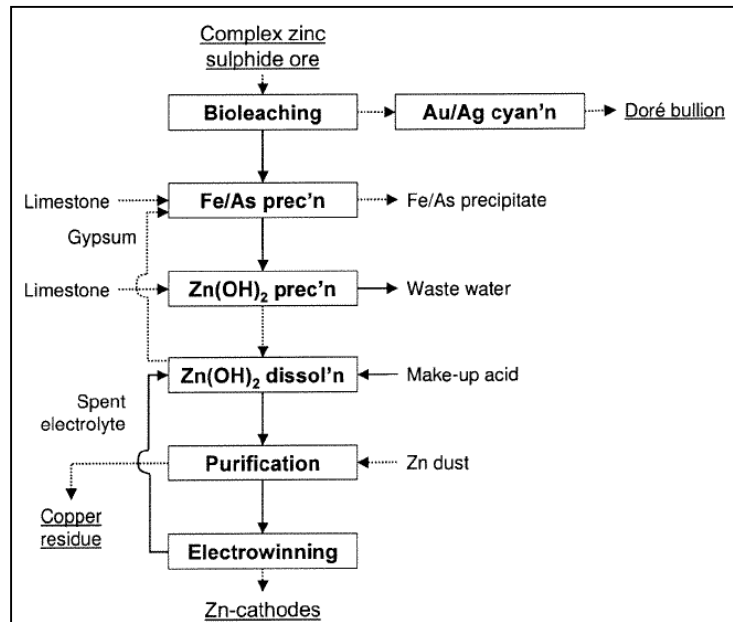 Complex zinc
sulphide ore
Bioleaching
Au/Ag cyan'n
Doré bullion
Limestone
Fe/As prec'n
Fe/As precipitate
Gypsum
Limestone
Zn(OH)₂ prec'n
Waste water
Zn(OH)₂ dissol'n
Make-up acid
Spent
electrolyte
Purification
Zn dust
Copper
residue
Electrowinning
Zn-cathodes